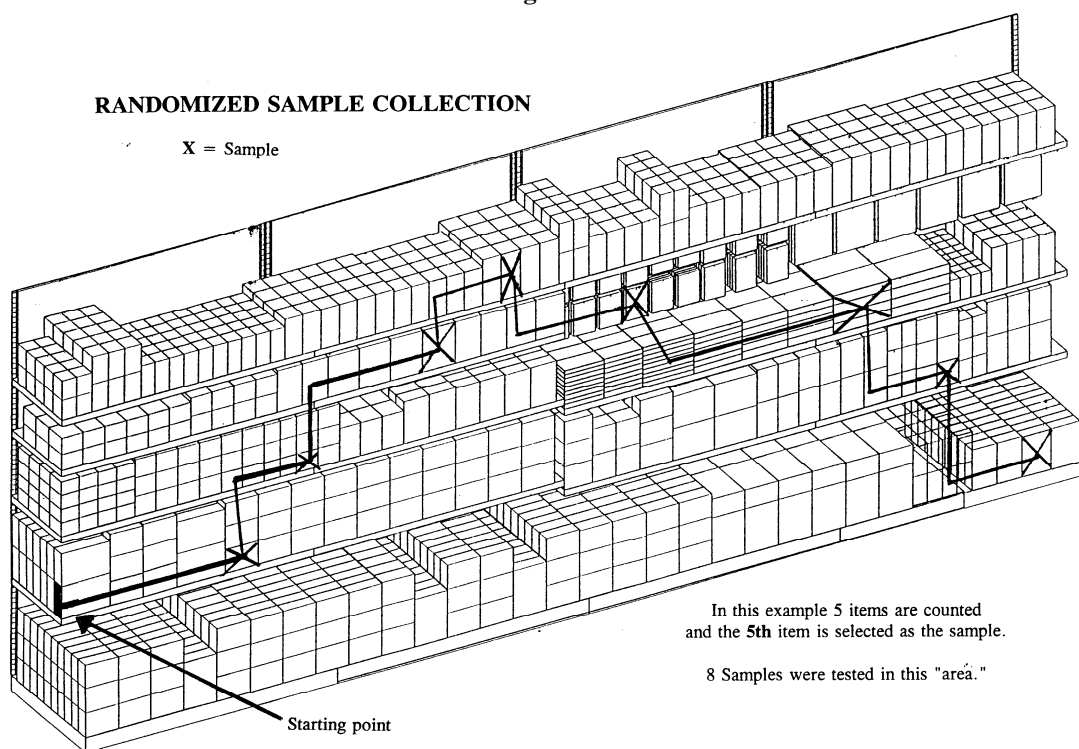 RANDOMIZED SAMPLE COLLECTION
X = Sample
In this example 5 items are counted
and the 5th item is selected as the sample.
8 Samples were tested in this "area."
Starting point